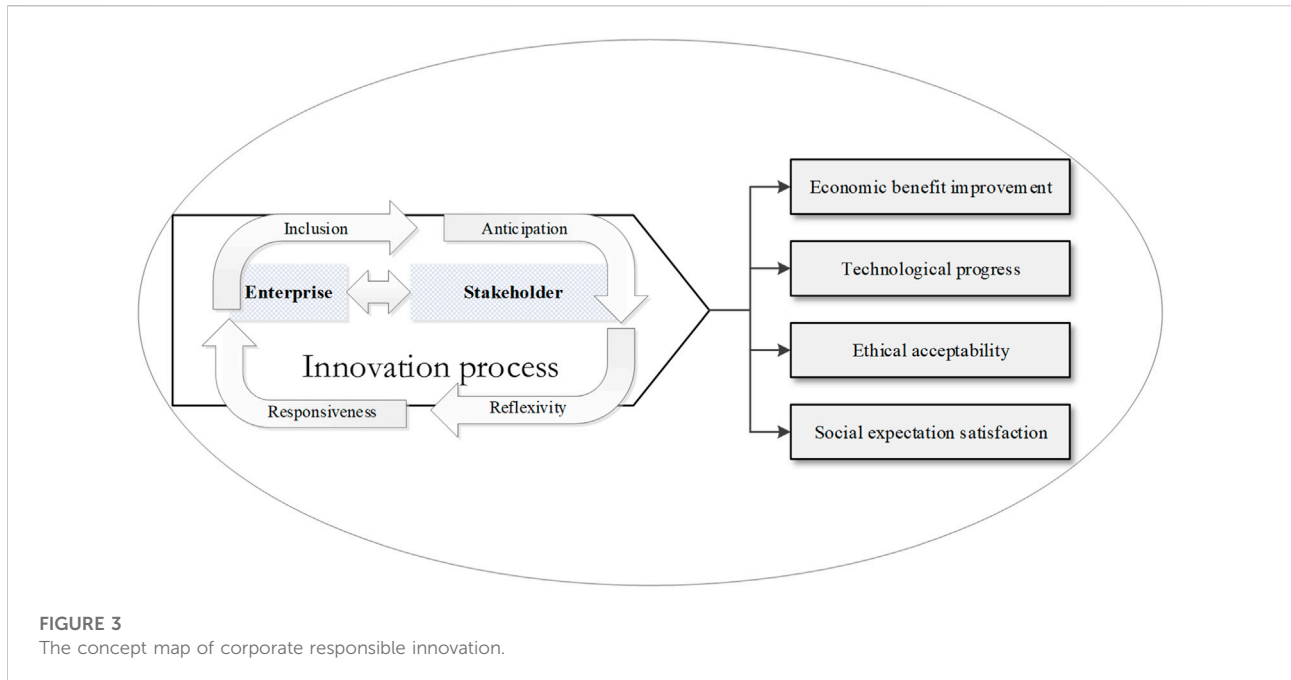 Inclusion
Anticipation
Enterprise
Stakeholder
Innovation process
Responsiveness
Reflexivity
Economic benefit improvement
Technological progress
Ethical acceptability
Social expectation satisfaction
FIGURE 3
The concept map of corporate responsible innovation.